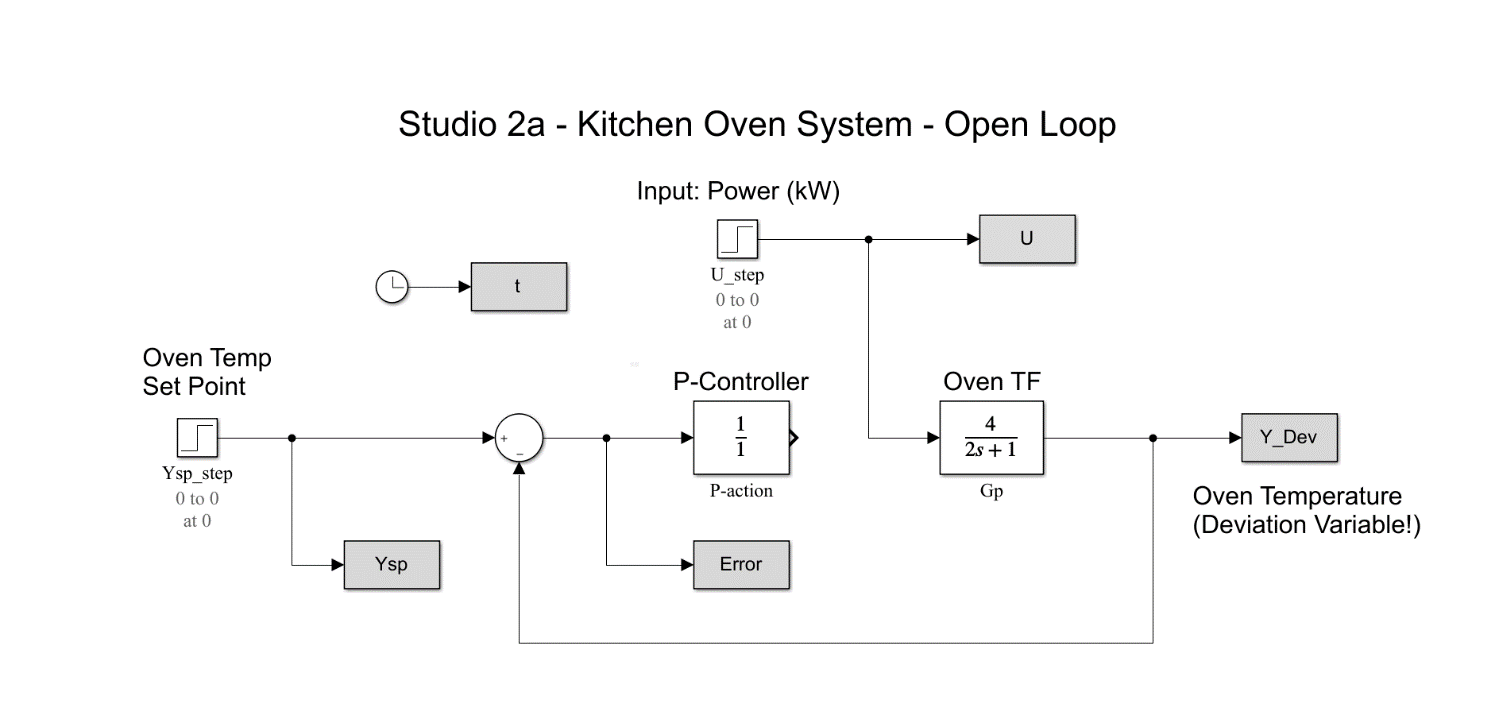 Studio 2a - Kitchen Oven System - Open Loop
Input: Power (kW)
U
U_step
0 to 0
at 0
t
Oven Temp
Set Point
P-Controller
Oven TF
1
1
4
2s + 1
+
−
Y_Dev
Ysp_step
0 to 0
at 0
P-action
Gp
Oven Temperature
(Deviation Variable!)
Ysp
Error